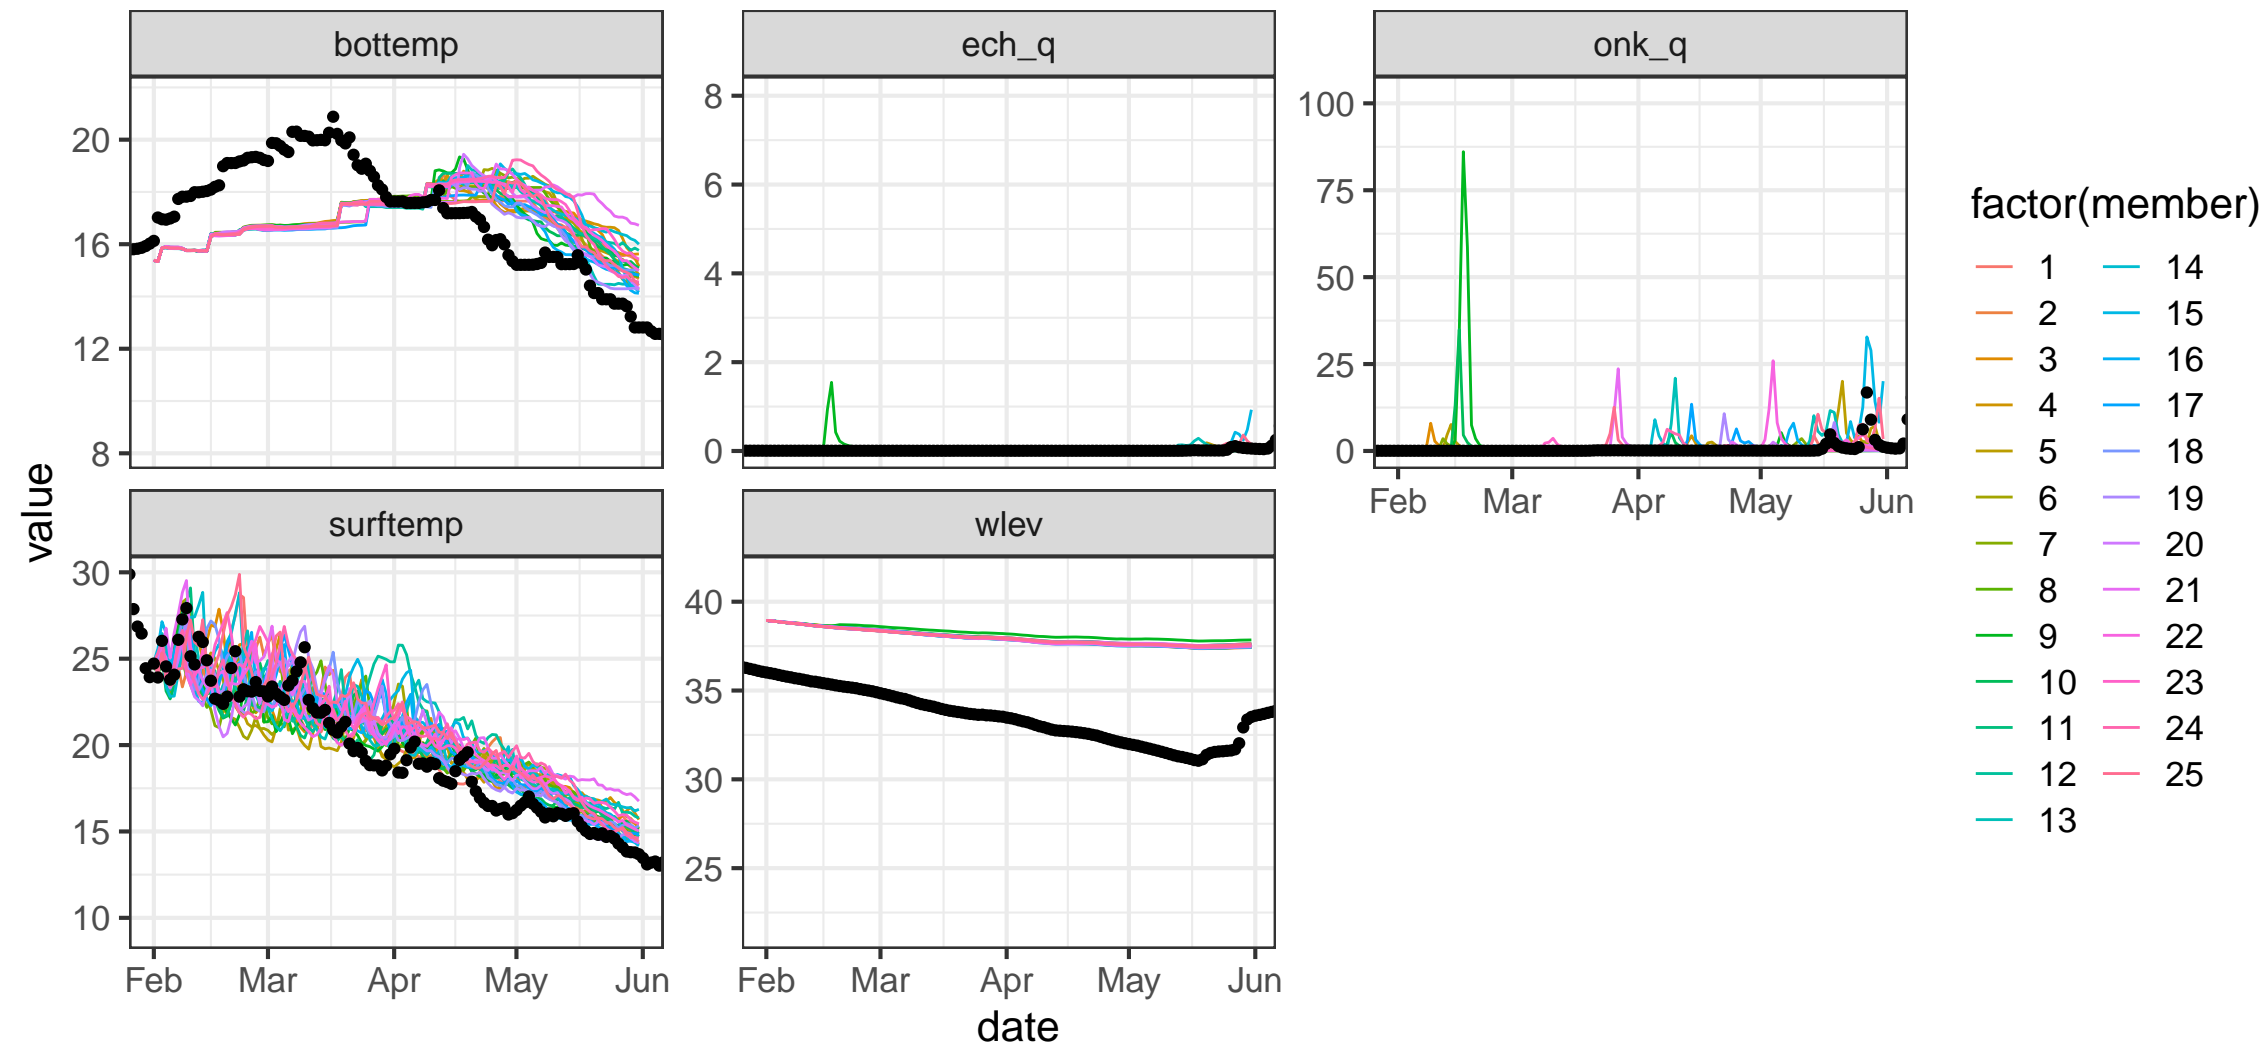 bottemp
ech_q
onk_q
20
16
12
8
8
6
4
2
0
100
75
50
25
0
Feb
Mar
Apr
May
Jun
surftemp
wlev
30
25
20
15
10
40
35
30
25
Feb
Mar
Apr
May
Jun
Feb
Mar
Apr
May
Jun
value
date
factor(member)
1
2
3
4
5
6
7
8
9
10
11
12
13
14
15
16
17
18
19
20
21
22
23
24
25